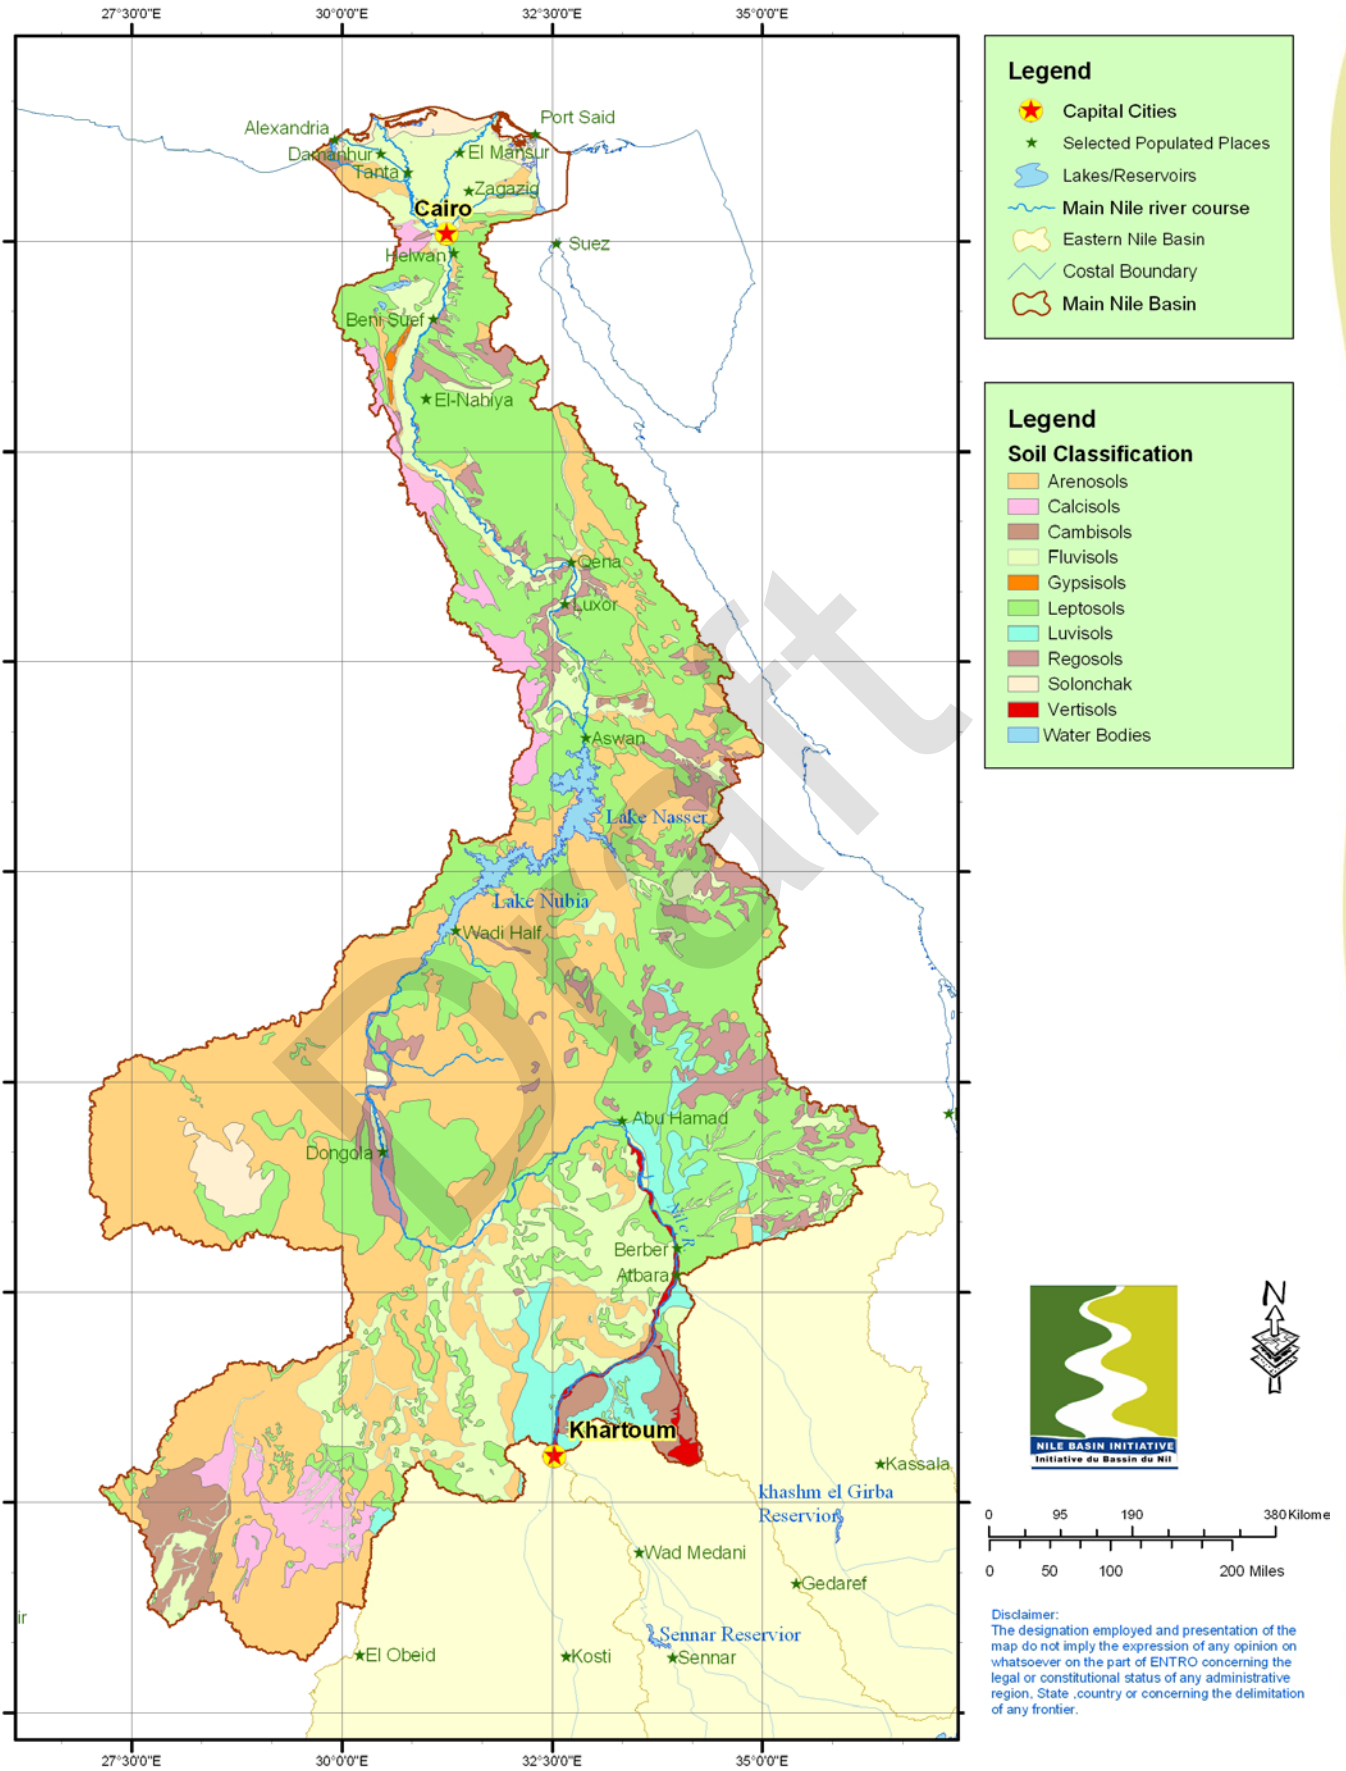 27°30'0"E 30°0'0"E 32°30'0"E 35°0'0"E
Alexandria
Port Said
Damanhur
El Mansur
Tanta
Zagazig
Cairo
Suez
Helwan
Beni Suef
El-Nahiya
Qena
Luxor
Aswan
Lake Nasser
Lake Nubia
Wadi Half
Abu Hamad
Dongola
Nile R.
Berber
Atbara
Khartoum
Kassala
khashm el Girba
Reservior
Wad Medani
Gedaref
ir
Sennar Reservior
El Obeid
Kosti
Sennar
Draft
27°30'0"E 30°0'0"E 32°30'0"E 35°0'0"E
Legend
Capital Cities
Selected Populated Places
Lakes/Reservoirs
Main Nile river course
Eastern Nile Basin
Costal Boundary
Main Nile Basin
Legend
Soil Classification
Arenosols
Calcisols
Cambisols
Fluvisols
Gypsisols
Leptosols
Luvisols
Regosols
Solonchak
Vertisols
Water Bodies
N
NILE BASIN INITIATIVE
Initiative du Bassin du Nil
0 95 190 380 Kilome
0 50 100 200 Miles
Disclaimer:
The designation employed and presentation of the
map do not imply the expression of any opinion on
whatsoever on the part of ENTRO concerning the
legal or constitutional status of any administrative
region, State ,country or concerning the delimitation
of any frontier.